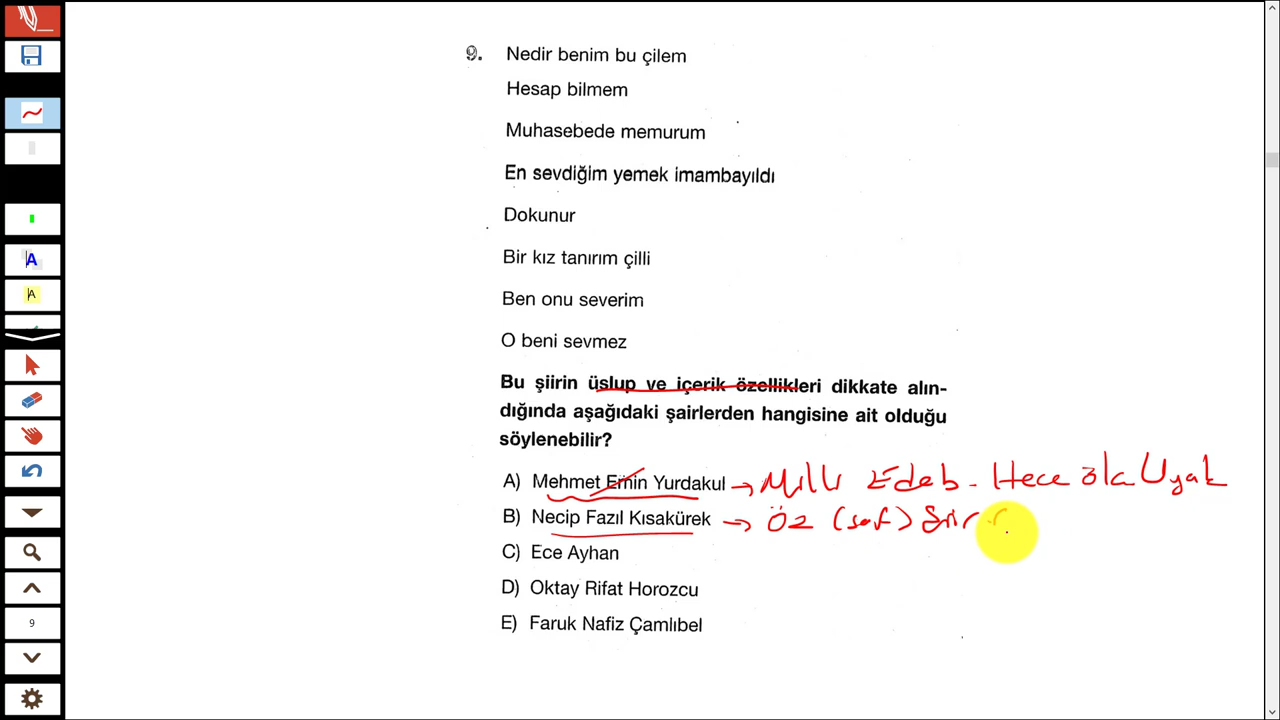 9. Nedir benim bu çilem
Hesap bilmem
Muhasebede memurum
En sevdiğim yemek imambayıldı
Dokunur
Bir kız tanırım çilli
Ben onu severim
O beni sevmez
Bu şiirin üslup ve içerik özellikleri dikkate alın-
dığında aşağıdaki şairlerden hangisine ait olduğu
söylenebilir?
A) Mehmet Emin Yurdakul → Milli Edeb. Hece ölç Uyak
B) Necip Fazıl Kısakürek → Öz (saf) Şiir
C) Ece Ayhan
D) Oktay Rifat Horozcu
E) Faruk Nafiz Çamlıbel
A
A
9